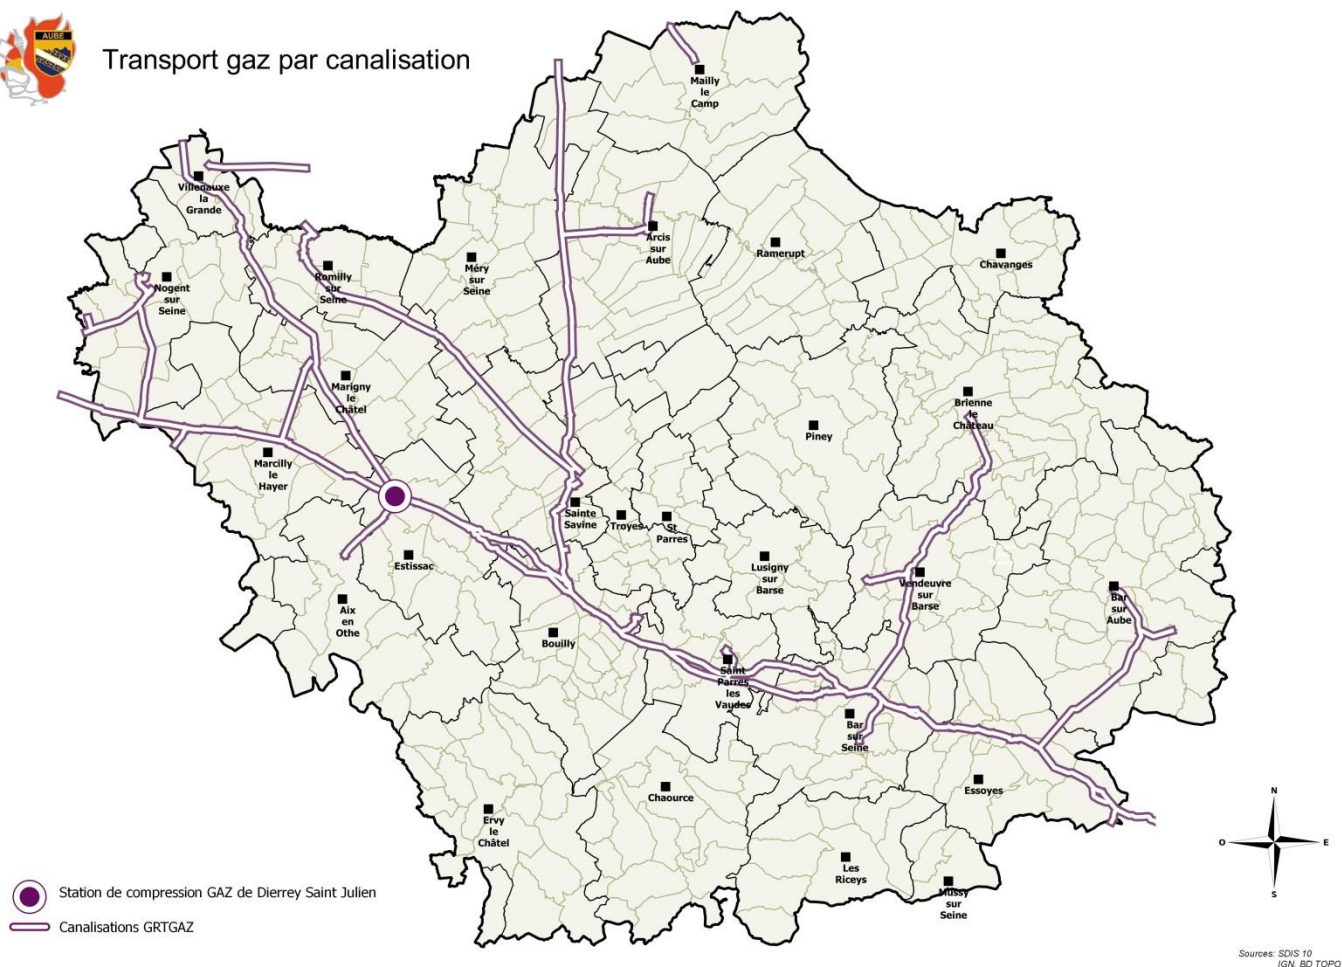 AUBE
Transport gaz par canalisation
Mailly
le
Camp
Villenauxe
la
Grande
Arcis
sur
Aube
Ramerupt
Chavanges
Méry
sur
Seine
Romilly
sur
Seine
Nogent
sur
Seine
Marigny
le
Châtel
Brienne
le
Château
Piney
Marcilly
le
Hayer
Sainte
Savine
Troyes
St
Parres
Estissac
Lusigny
sur
Barse
Vendeuvre
sur
Barse
Bar
sur
Aube
Aix
en
Othe
Bouilly
Saint
Parres
les
Vaudes
Bar
sur
Seine
Essoyes
Chaource
Ervy
le
Châtel
Les
Riceys
Mussy
sur
Seine
N
O
E
S
Station de compression GAZ de Dierrey Saint Julien
Canalisations GRTGAZ
Sources: SDIS 10
IGN, BD TOPO